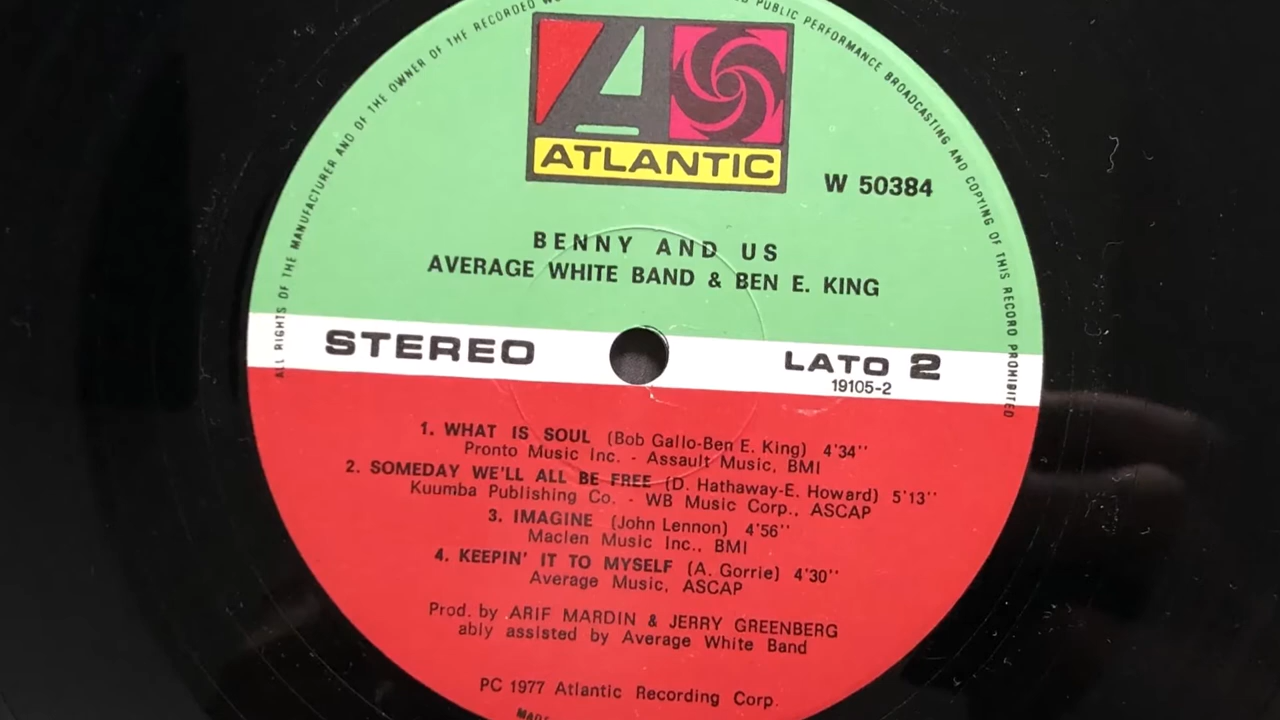 ALL RIGHTS OF THE MANUFACTURER AND OF THE OWNER OF THE RECORDED
PUBLIC PERFORMANCE BROADCASTING AND COPYING OF THIS RECORD PROHIBITED
ATLANTIC
W 50384
BENNY AND US
AVERAGE WHITE BAND & BEN E. KING
STEREO
LATO 2
19105-2
1. WHAT IS SOUL (Bob Gallo-Ben E. King) 4'34''
Pronto Music Inc. - Assault Music, BMI
2. SOMEDAY WE'LL ALL BE FREE (D. Hathaway-E. Howard) 5'13''
Kuumba Publishing Co. - WB Music Corp., ASCAP
3. IMAGINE (John Lennon) 4'56''
Maclen Music Inc., BMI
4. KEEPIN' IT TO MYSELF (A. Gorrie) 4'30''
Average Music, ASCAP
Prod. by ARIF MARDIN & JERRY GREENBERG
ably assisted by Average White Band
PC 1977 Atlantic Recording Corp.